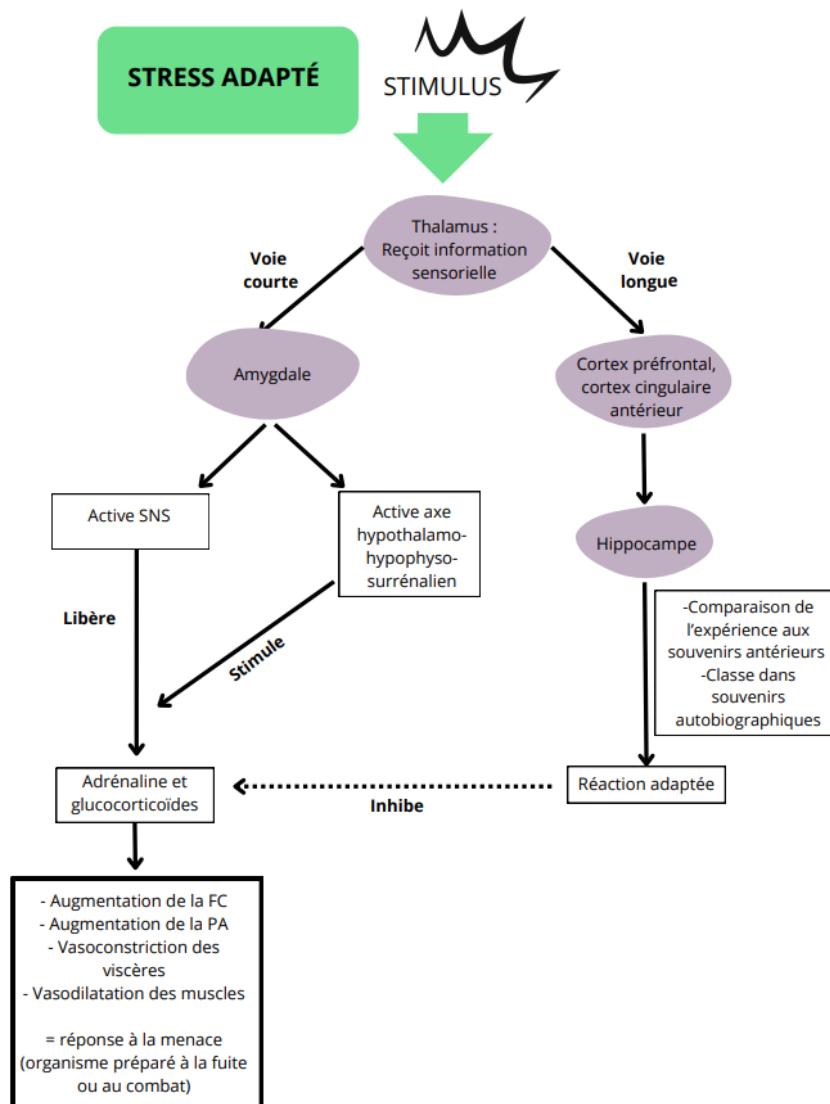 STRESS ADAPTÉ
STIMULUS
Thalamus :
Reçoit information
sensorielle
Voie
courte
Voie
longue
Amygdale
Cortex préfrontal,
cortex cingulaire
antérieur
Active SNS
Active axe
hypothalamo-
hypophyso-
surrénalien
Hippocampe
Libère
Stimule
-Comparaison de
l'expérience aux
souvenirs antérieurs
-Classe dans
souvenirs
autobiographiques
Adrénaline et
glucocorticoïdes
Inhibe
Réaction adaptée
- Augmentation de la FC
- Augmentation de la PA
- Vasoconstriction des
viscères
- Vasodilatation des muscles
= réponse à la menace
(organisme préparé à la fuite
ou au combat)